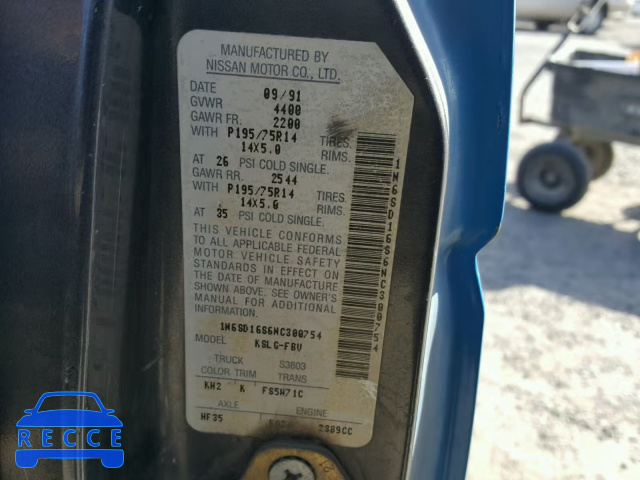 MANUFACTURED BY
NISSAN MOTOR CO., LTD.
DATE 09/91
GVWR 4400
GAWR FR. 2200
WITH P195/75R14 TIRES.
14X5.0 RIMS.
AT 26 PSI COLD SINGLE.
GAWR RR. 2544
WITH P195/75R14 TIRES.
14X5.0 RIMS.
AT 35 PSI COLD SINGLE.
THIS VEHICLE CONFORMS
TO ALL APPLICABLE FEDERAL
MOTOR VEHICLE SAFETY
STANDARDS IN EFFECT ON
THE DATE OF MANUFACTURE
SHOWN ABOVE. SEE OWNER'S
MANUAL FOR ADDITIONAL
INFORMATION.
1N6SD16S6NC300754
MODEL KSLG-FBV
TRUCK S3803
COLOR TRIM TRANS
KH2 K FS5W71C
AXLE ENGINE
HF35 2389CC
1N6SD16S6NC300754
RECCE